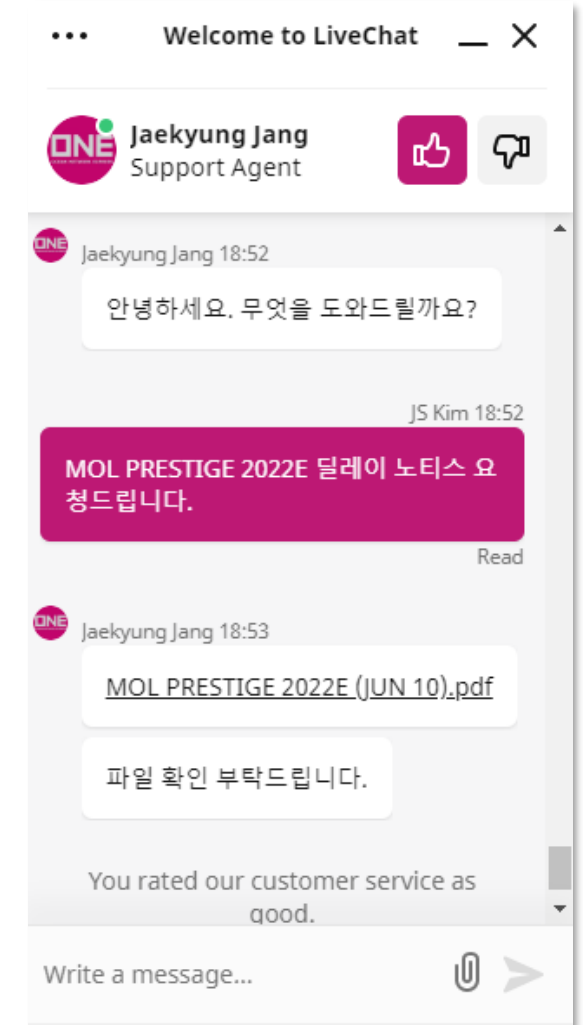 Welcome to LiveChat
ONE
Jaekyung Jang
Support Agent
ONE
Jaekyung Jang 18:52
안녕하세요. 무엇을 도와드릴까요?
JS Kim 18:52
MOL PRESTIGE 2022E 딜레이 노티스 요
청드립니다.
Read
ONE
Jaekyung Jang 18:53
MOL PRESTIGE 2022E (JUN 10).pdf
파일 확인 부탁드립니다.
You rated our customer service as
good.
Write a message...